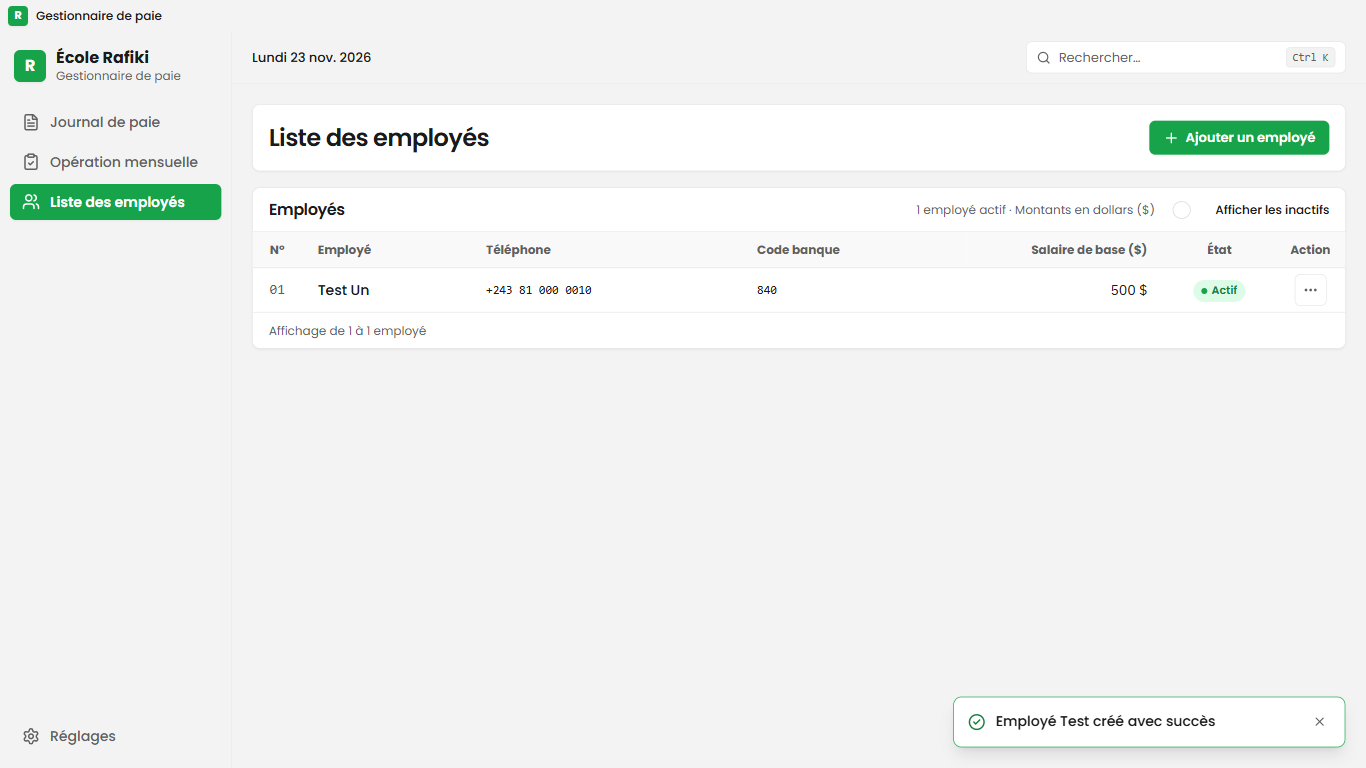 R Gestionnaire de paie
R École Rafiki
Gestionnaire de paie
Lundi 23 nov. 2026
Rechercher...
Ctrl K
Journal de paie
Opération mensuelle
Liste des employés
Réglages
Liste des employés
+ Ajouter un employé
Employés
1 employé actif · Montants en dollars ($)
Afficher les inactifs
N° Employé Téléphone Code banque Salaire de base ($) État Action
01 Test Un +243 81 000 0010 840 500 $ Actif
Affichage de 1 à 1 employé
Employé Test créé avec succès